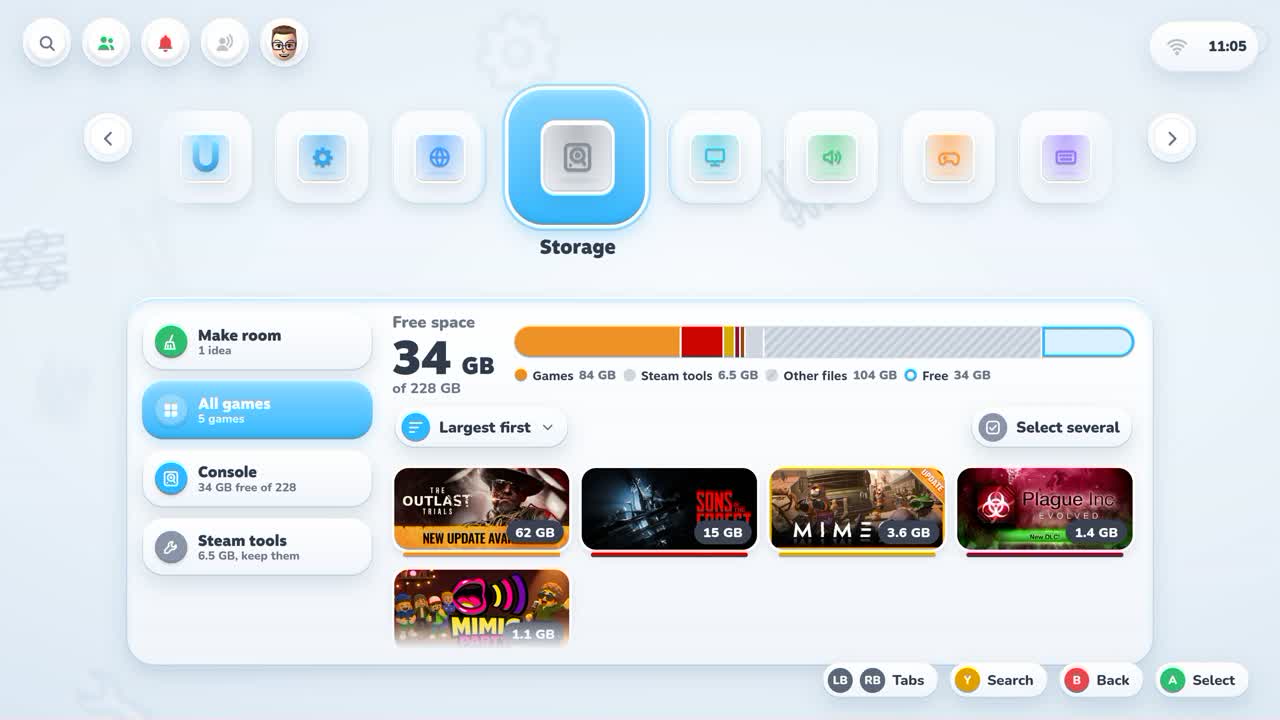 11:05
Storage
Make room
1 idea
All games
5 games
Console
34 GB free of 228
Steam tools
6.5 GB, keep them
Free space
34 GB
of 228 GB
Games 84 GB
Steam tools 6.5 GB
Other files 104 GB
Free 34 GB
Largest first
Select several
THE
OUTLAST
TRIALS
NEW UPDATE AVA
62 GB
SONS
OF THE
FOREST
15 GB
UPDATE
MIME
3.6 GB
Plague Inc
EVOLVED
New DLC!
1.4 GB
MIMIC
1.1 GB
LB RB Tabs
Y Search
B Back
A Select